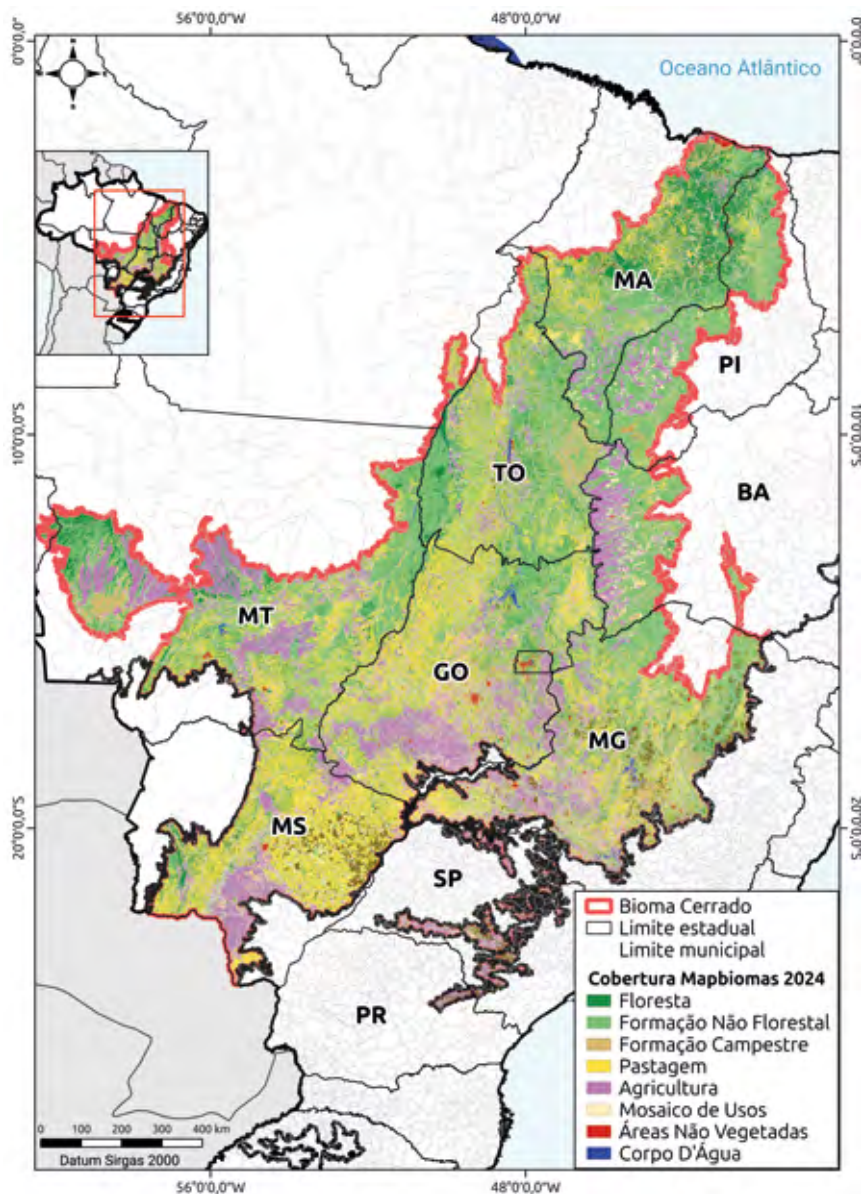 56°0'0,0"W 48°0'0,0"W
0°0'0,0"
0°0'0,0"
Oceano Atlântico
MA
PI
10°0'0,0"S
10°0'0,0"S
TO
BA
MT
GO
MG
20°0'0,0"S
20°0'0,0"S
MS
SP
PR
Bioma Cerrado
Limite estadual
Limite municipal
Cobertura Mapbiomas 2024
Floresta
Formação Não Florestal
Formação Campestre
Pastagem
Agricultura
Mosaico de Usos
Áreas Não Vegetadas
Corpo D'Água
0 100 200 300 400 km
Datum Sirgas 2000
56°0'0,0"W 48°0'0,0"W